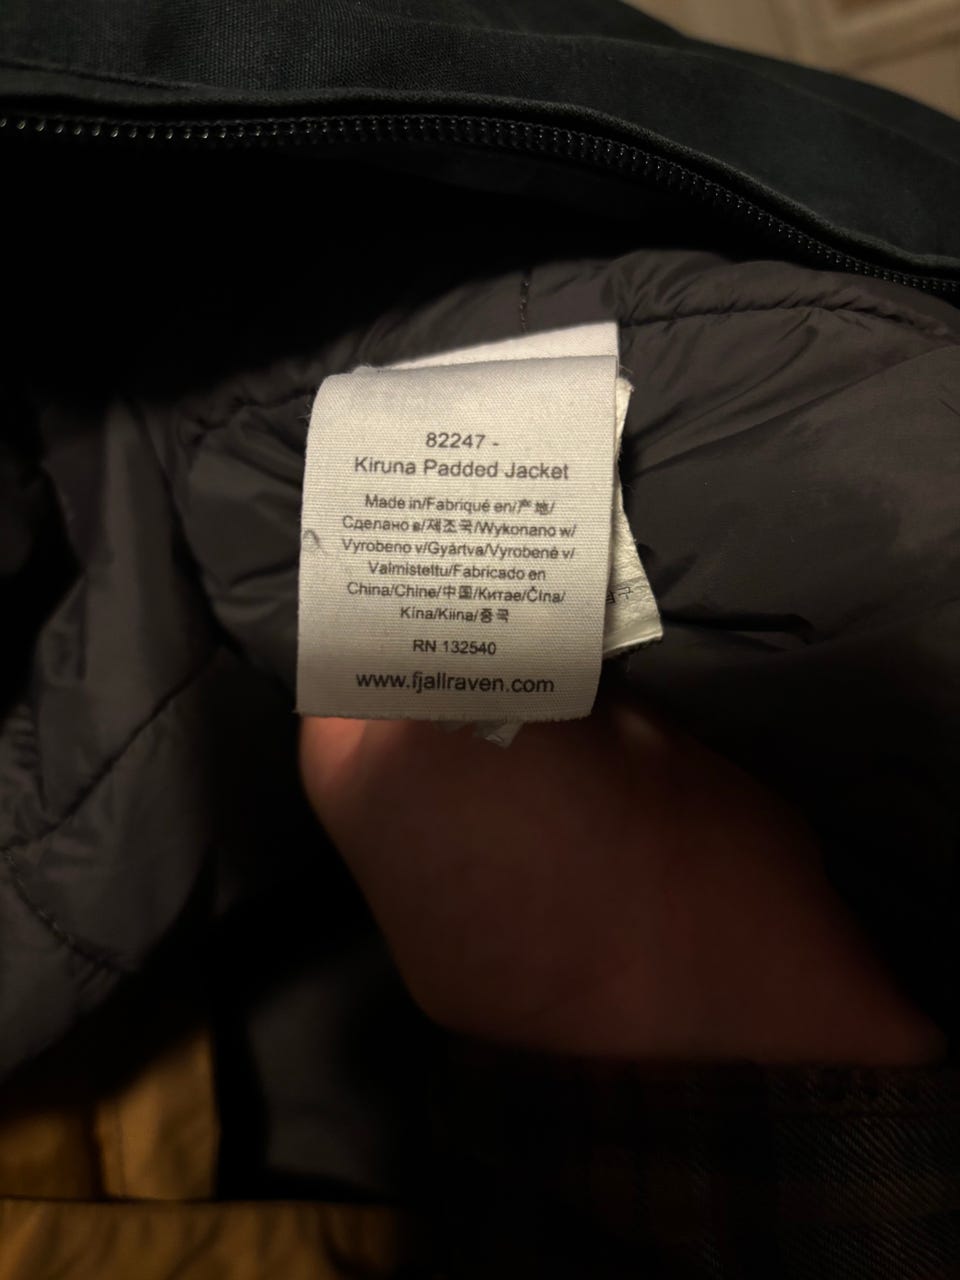 82247 -
Kiruna Padded Jacket
Made in/Fabriqué en/产地/
Сделано в/제조국/Wykonano w/
Vyrobeno v/Gyártva/Vyrobené v/
Valmistettu/Fabricado en
China/Chine/中国/Китае/Čína/
Kína/Kiina/중국
RN 132540
www.fjallraven.com